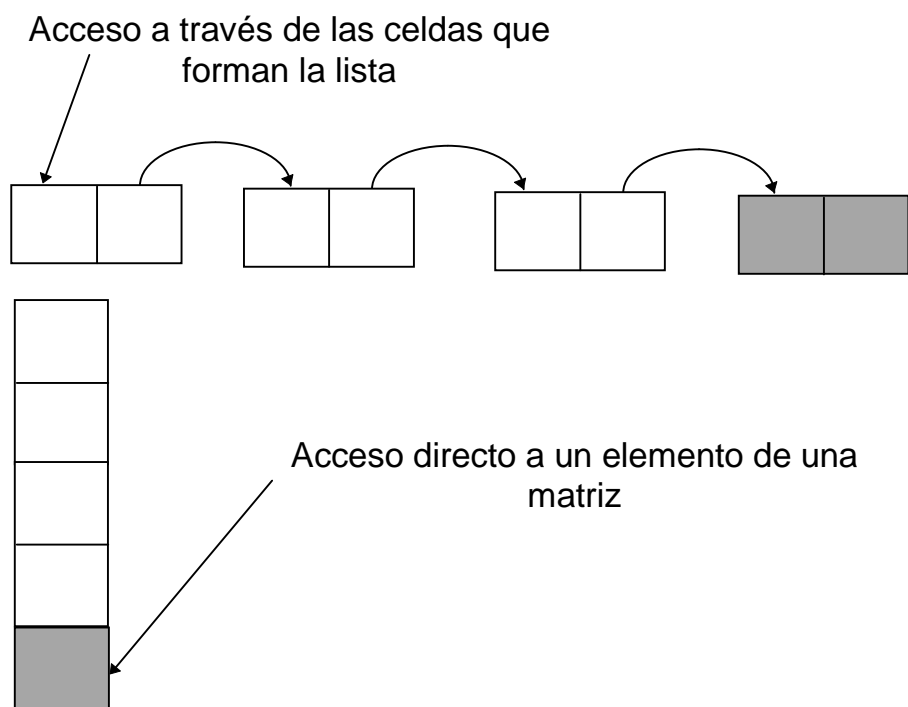 Acceso a través de las celdas que
forman la lista
Acceso directo a un elemento de una
matriz